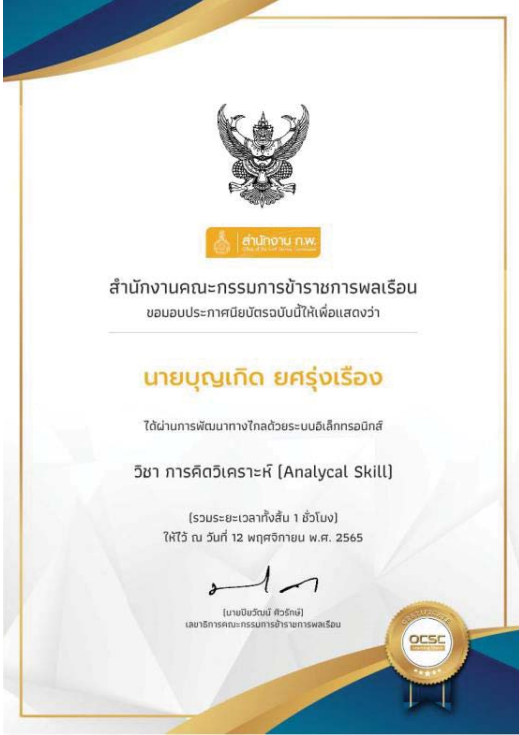 สำนักงาน ก.พ.
สำนักงานคณะกรรมการข้าราชการพลเรือน
ขอมอบประกาศนียบัตรฉบับนี้ให้เพื่อแสดงว่า
นายบุญเกิด ยศรุ่งเรือง
ได้ผ่านการพัฒนาทางไกลด้วยระบบอิเล็กทรอนิกส์
วิชา การคิดวิเคราะห์ (Analycal Skill)
(รวมระยะเวลาทั้งสิ้น 1 ชั่วโมง)
ให้ไว้ ณ วันที่ 12 พฤศจิกายน พ.ศ. 2565
(นายปิยวัฒน์ ศิวรักษ์)
เลขาธิการคณะกรรมการข้าราชการพลเรือน
CERTIFICATE
OCSC